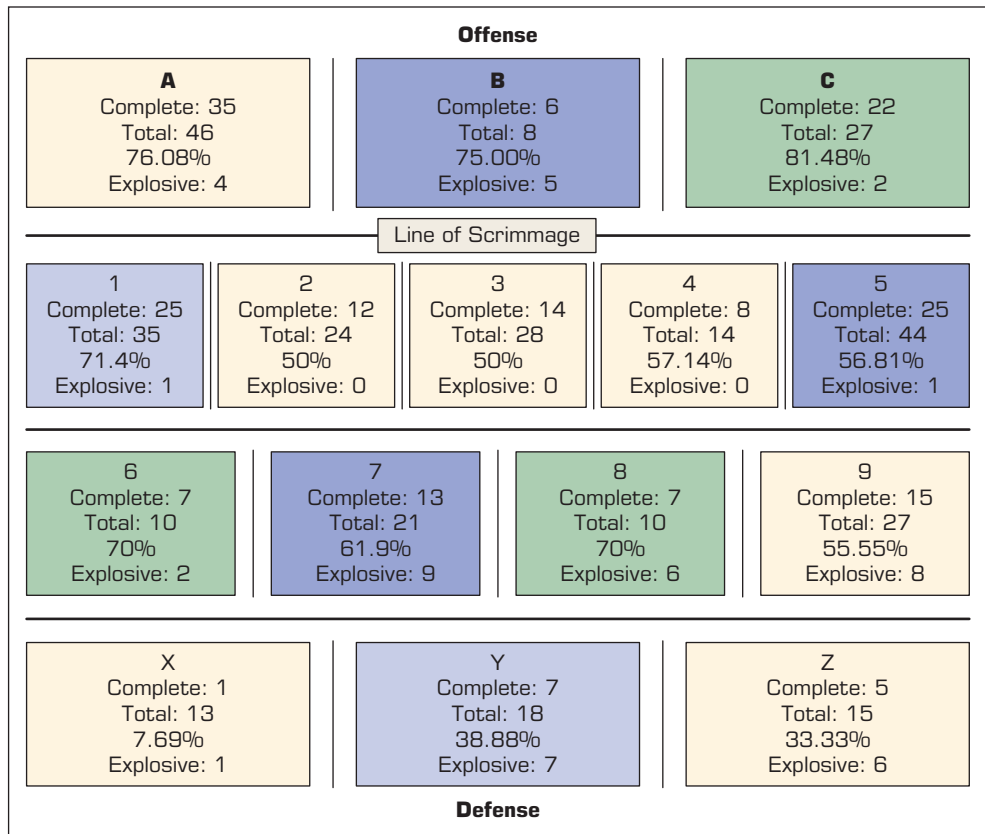 Offense
A
Complete: 35
Total: 46
76.08%
Explosive: 4
B
Complete: 6
Total: 8
75.00%
Explosive: 5
C
Complete: 22
Total: 27
81.48%
Explosive: 2
Line of Scrimmage
1
Complete: 25
Total: 35
71.4%
Explosive: 1
2
Complete: 12
Total: 24
50%
Explosive: 0
3
Complete: 14
Total: 28
50%
Explosive: 0
4
Complete: 8
Total: 14
57.14%
Explosive: 0
5
Complete: 25
Total: 44
56.81%
Explosive: 1
6
Complete: 7
Total: 10
70%
Explosive: 2
7
Complete: 13
Total: 21
61.9%
Explosive: 9
8
Complete: 7
Total: 10
70%
Explosive: 6
9
Complete: 15
Total: 27
55.55%
Explosive: 8
X
Complete: 1
Total: 13
7.69%
Explosive: 1
Y
Complete: 7
Total: 18
38.88%
Explosive: 7
Z
Complete: 5
Total: 15
33.33%
Explosive: 6
Defense